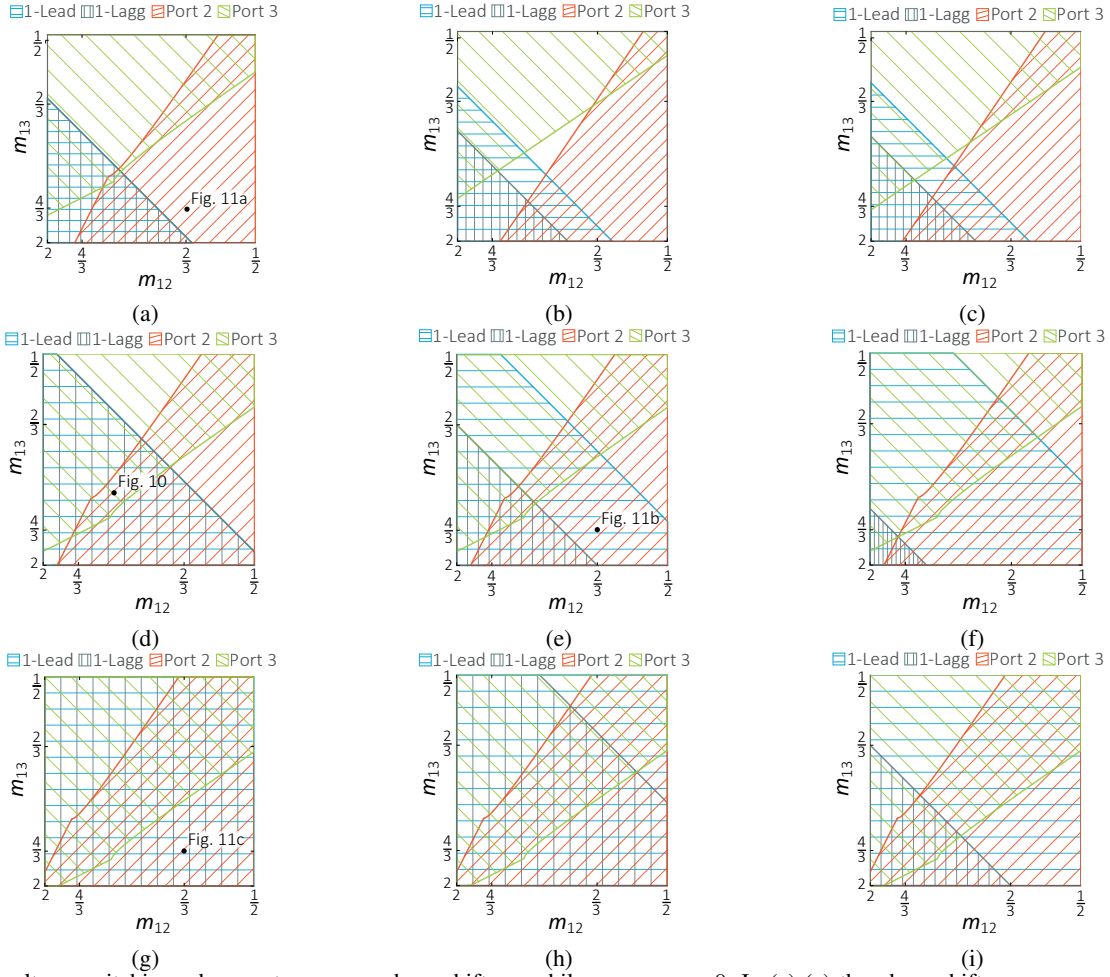 1-Lead 1-Lagg Port 2 Port 3
1-Lead 1-Lagg Port 2 Port 3
1-Lead 1-Lagg Port 2 Port 3
m13
1/2
2/3
4/3
2
Fig. 11a
2 4/3 2/3 1/2
m12
(a)
m13
1/2
2/3
4/3
2
2 4/3 2/3 1/2
m12
(b)
m13
1/2
2/3
4/3
2
2 4/3 2/3 1/2
m12
(c)
1-Lead 1-Lagg Port 2 Port 3
1-Lead 1-Lagg Port 2 Port 3
1-Lead 1-Lagg Port 2 Port 3
m13
1/2
2/3
4/3
2
Fig. 10
2 4/3 2/3 1/2
m12
(d)
m13
1/2
2/3
4/3
2
Fig. 11b
2 4/3 2/3 1/2
m12
(e)
m13
1/2
2/3
4/3
2
2 4/3 2/3 1/2
m12
(f)
1-Lead 1-Lagg Port 2 Port 3
1-Lead 1-Lagg Port 2 Port 3
1-Lead 1-Lagg Port 2 Port 3
m13
1/2
2/3
4/3
2
Fig. 11c
2 4/3 2/3 1/2
m12
(g)
m13
1/2
2/3
4/3
2
2 4/3 2/3 1/2
m12
(h)
m13
1/2
2/3
4/3
2
2 4/3 2/3 1/2
m12
(i)